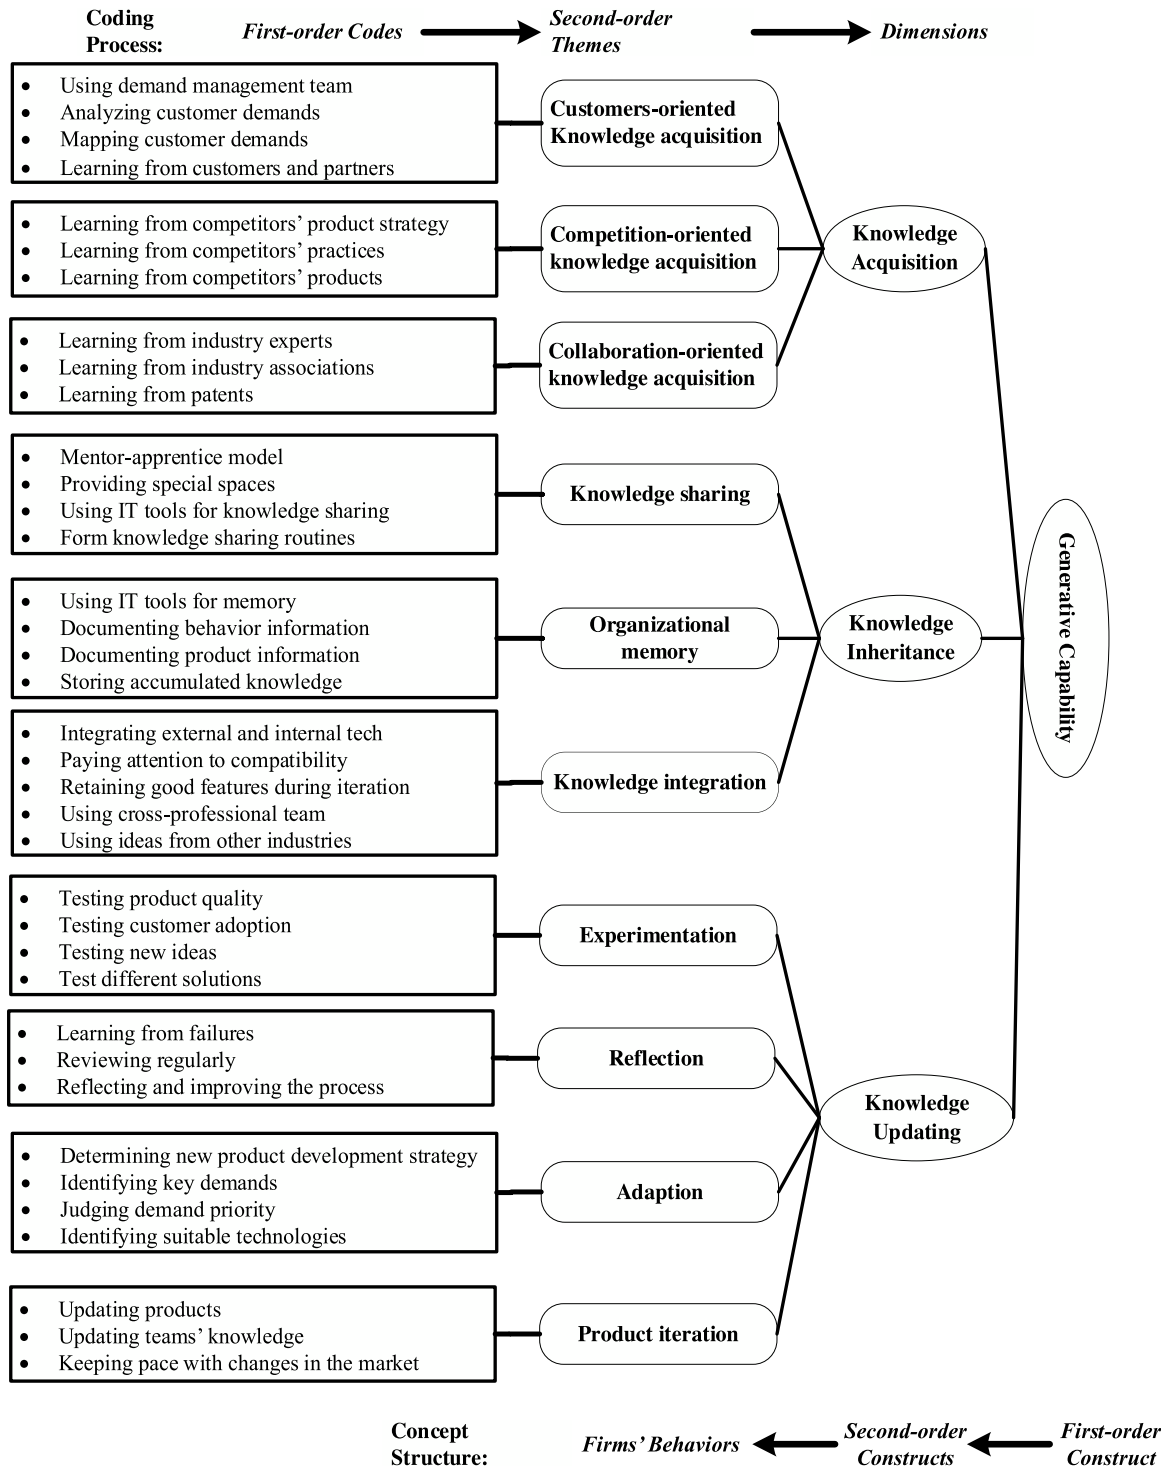 Coding
Process:
First-order Codes
Second-order
Themes
Dimensions
• Using demand management team
• Analyzing customer demands
• Mapping customer demands
• Learning from customers and partners
Customers-oriented
Knowledge acquisition
• Learning from competitors’ product strategy
• Learning from competitors’ practices
• Learning from competitors’ products
Competition-oriented
knowledge acquisition
Knowledge
Acquisition
• Learning from industry experts
• Learning from industry associations
• Learning from patents
Collaboration-oriented
knowledge acquisition
• Mentor-apprentice model
• Providing special spaces
• Using IT tools for knowledge sharing
• Form knowledge sharing routines
Knowledge sharing
• Using IT tools for memory
• Documenting behavior information
• Documenting product information
• Storing accumulated knowledge
Organizational
memory
Knowledge
Inheritance
Generative Capability
• Integrating external and internal tech
• Paying attention to compatibility
• Retaining good features during iteration
• Using cross-professional team
• Using ideas from other industries
Knowledge integration
• Testing product quality
• Testing customer adoption
• Testing new ideas
• Test different solutions
Experimentation
• Learning from failures
• Reviewing regularly
• Reflecting and improving the process
Reflection
Knowledge
Updating
• Determining new product development strategy
• Identifying key demands
• Judging demand priority
• Identifying suitable technologies
Adaption
• Updating products
• Updating teams’ knowledge
• Keeping pace with changes in the market
Product iteration
Concept
Structure:
Firms’ Behaviors
Second-order
Constructs
First-order
Construct